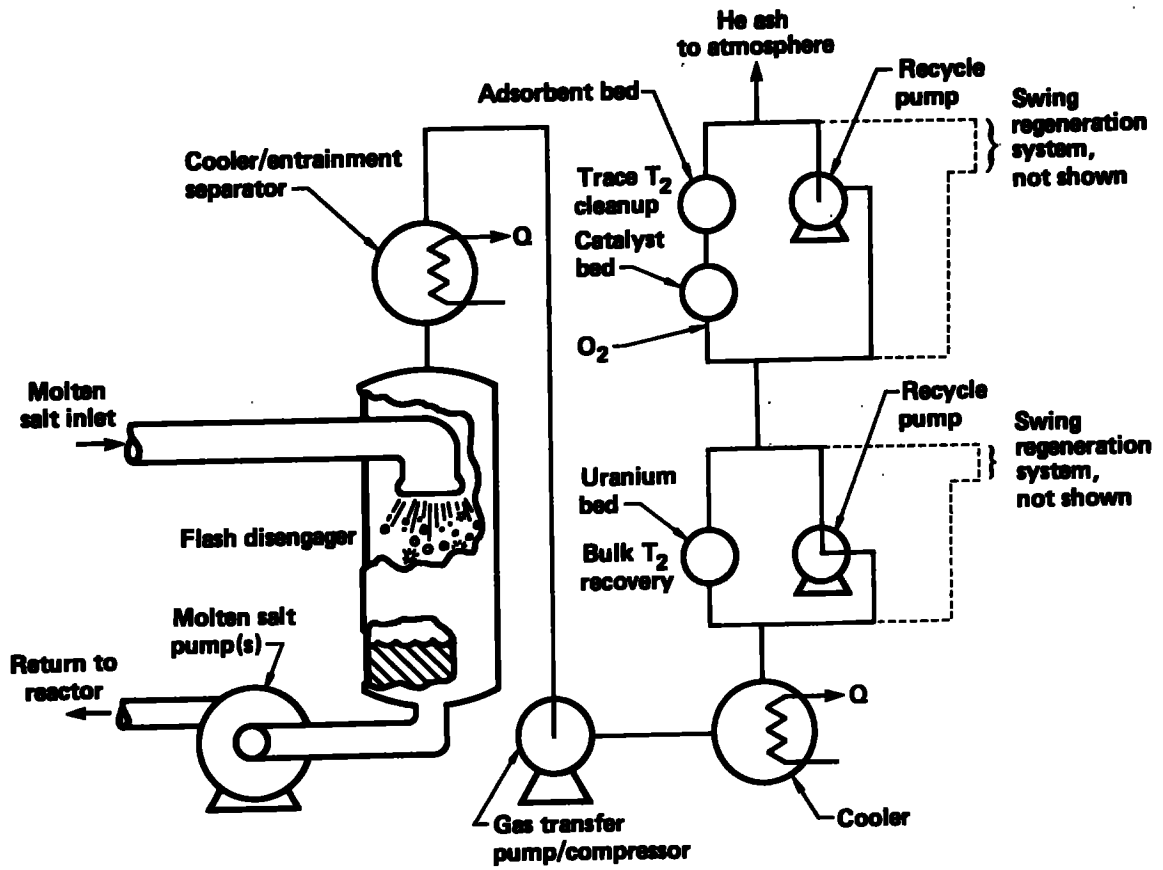 He ash
to atmosphere
Adsorbent bed
Recycle
pump
Swing
regeneration
system,
not shown
Cooler/entrainment
separator
Q
Trace T2
cleanup
Catalyst
bed
O2
Molten
salt inlet
Recycle
pump
Swing
regeneration
system,
not shown
Uranium
bed
Flash disengager
Bulk T2
recovery
Molten salt
pump(s)
Return to
reactor
Q
Gas transfer
pump/compressor
Cooler